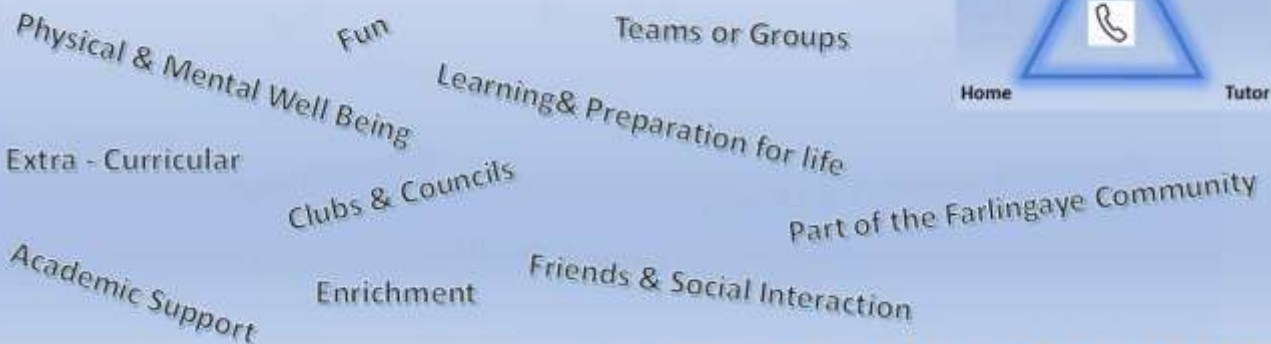 Physical & Mental Well Being
Fun
Teams or Groups
Learning& Preparation for life
Home
Tutor
Extra - Curricular
Clubs & Councils
Part of the Farlingaye Community
Academic Support
Enrichment
Friends & Social Interaction